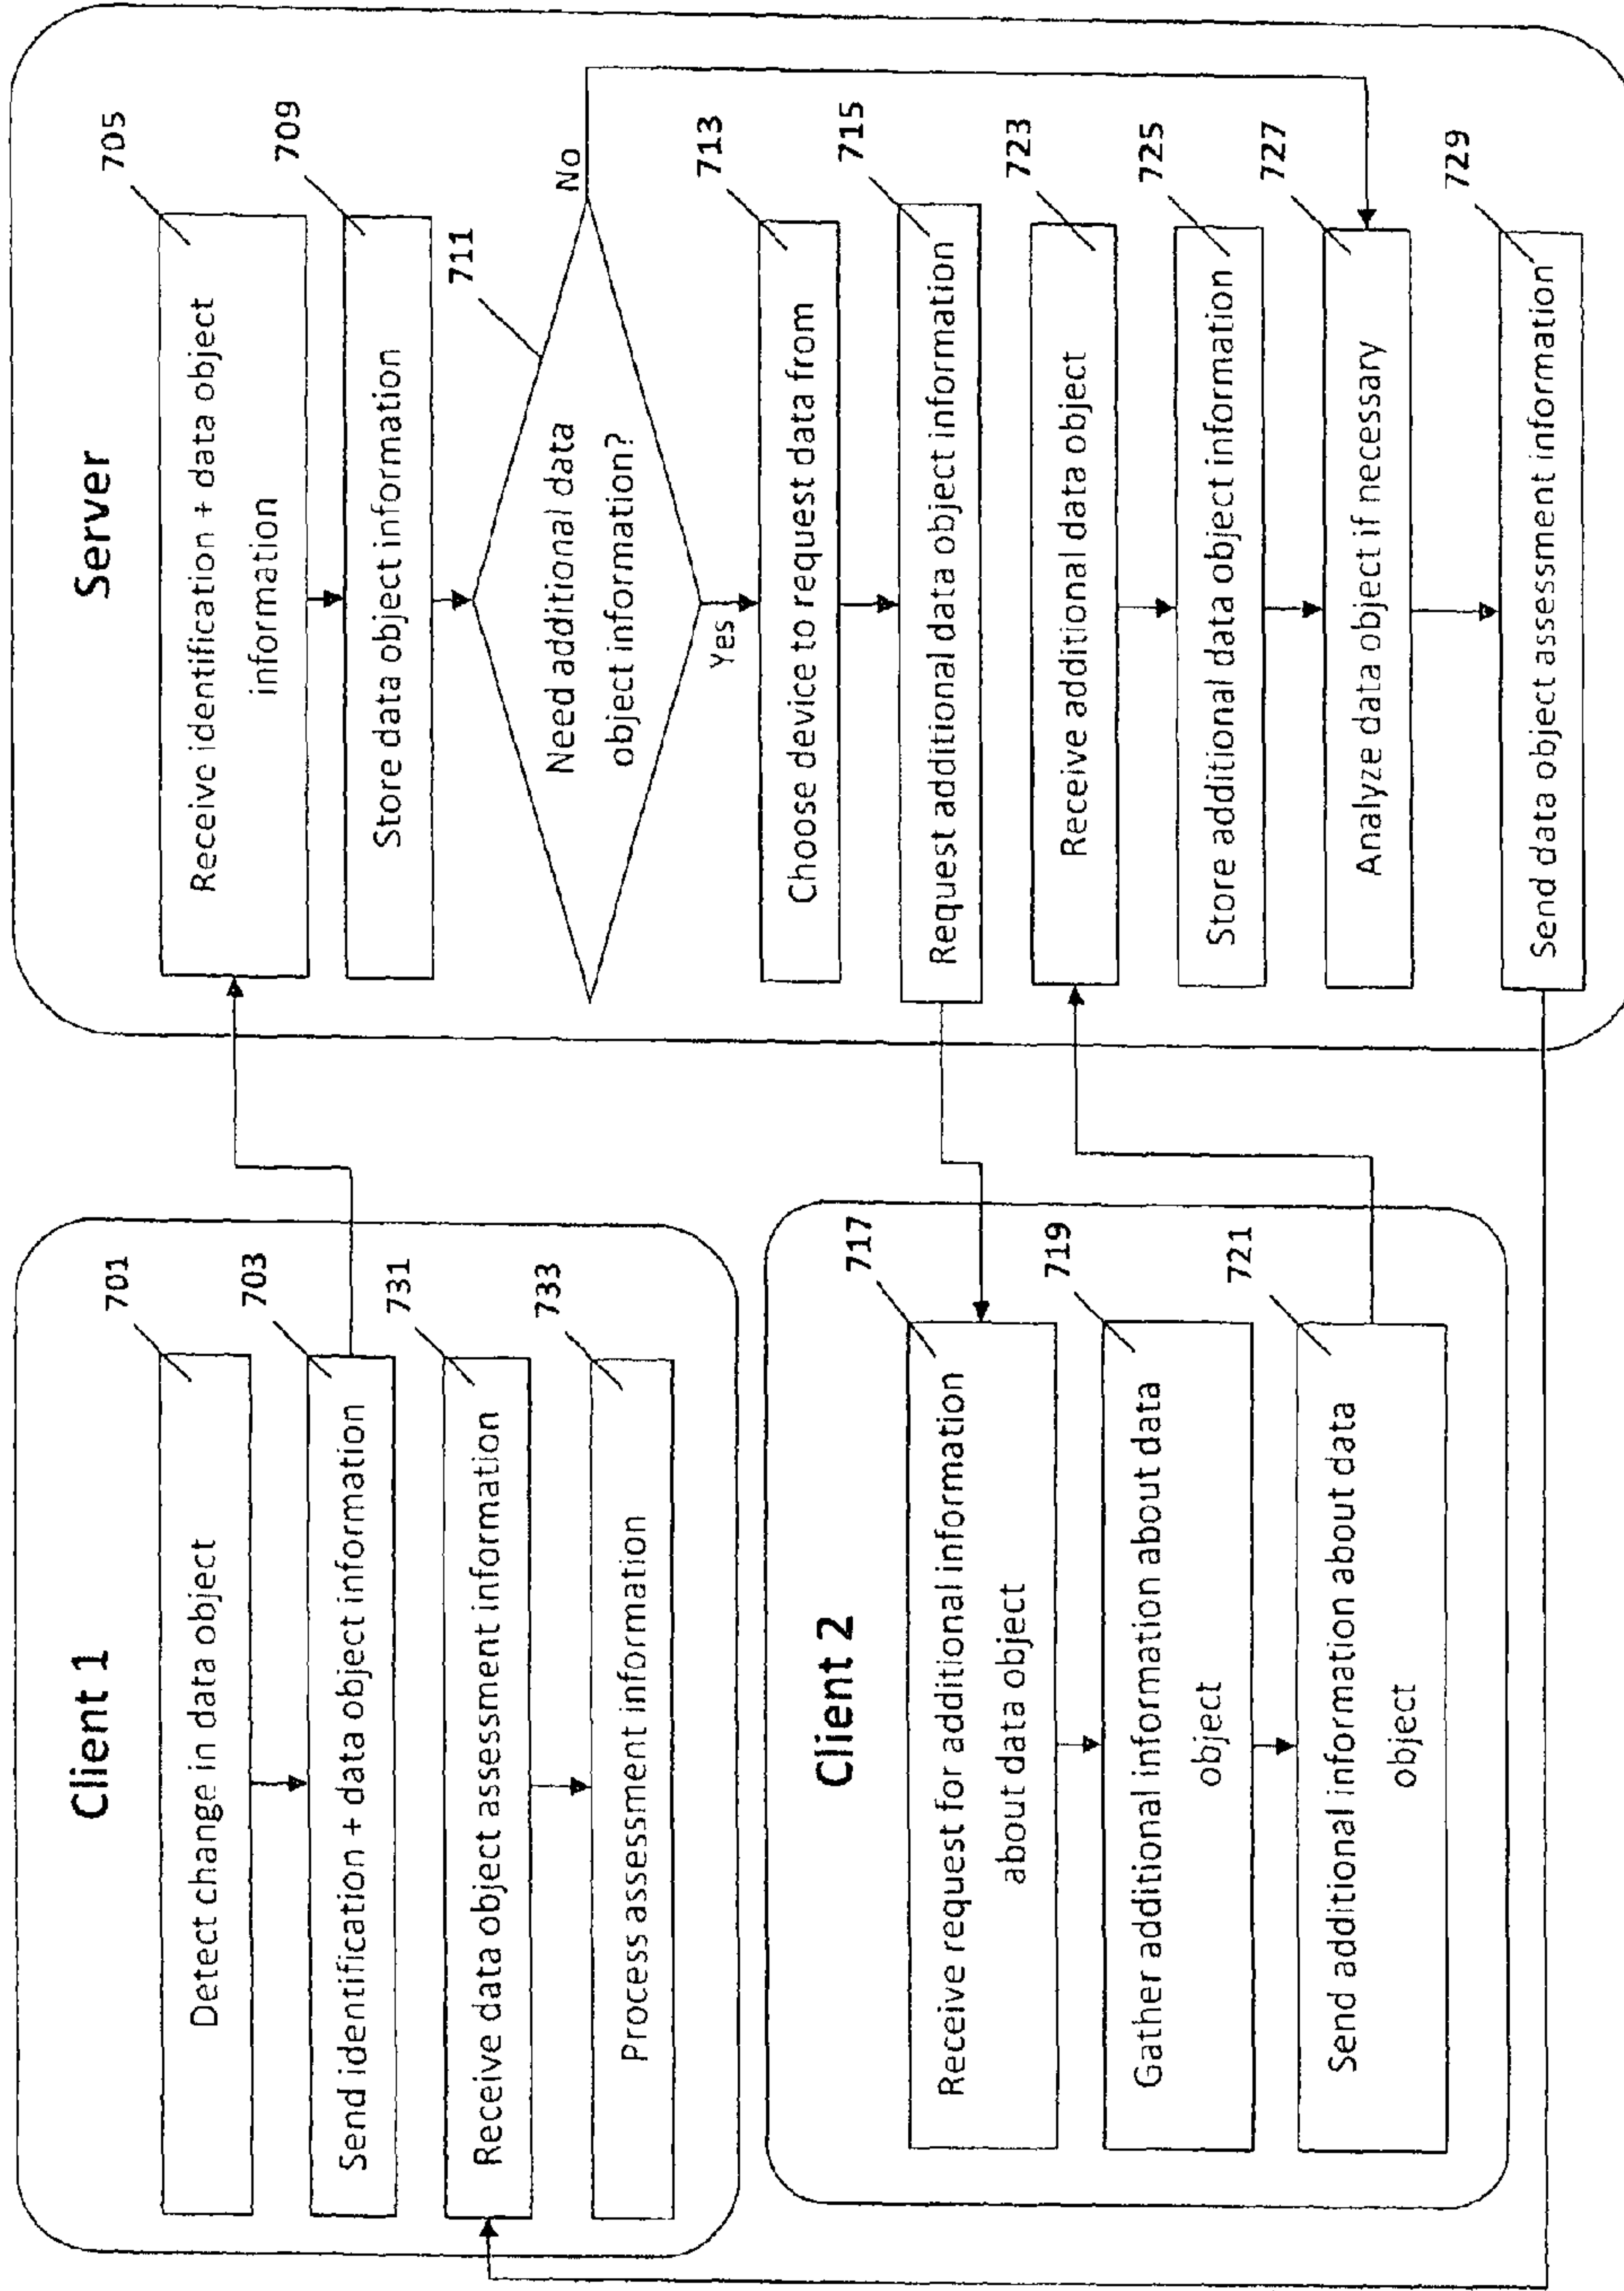 Client 1
701
Detect change in data object
703
Send identification + data object information
731
Receive data object assessment information
733
Process assessment information
Client 2
717
Receive request for additional information
about data object
719
Gather additional information about data
object
721
Send additional information about data
object
Server
705
Receive identification + data object
information
709
Store data object information
711
Need additional data
object information?
No
Yes
713
Choose device to request data from
715
Request additional data object information
723
Receive additional data object
725
Store additional data object information
727
Analyze data object if necessary
729
Send data object assessment information